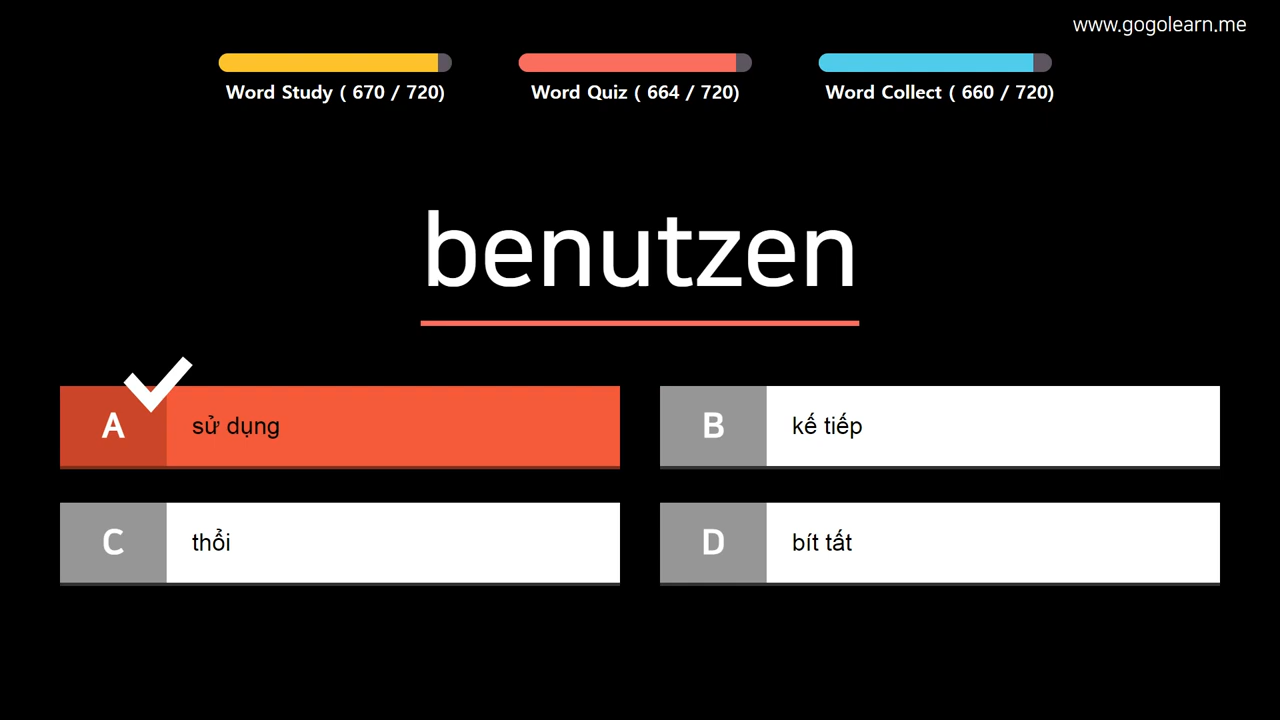 www.gogolearn.me
Word Study ( 670 / 720)
Word Quiz ( 664 / 720)
Word Collect ( 660 / 720)
benutzen
A
sử dụng
B
kế tiếp
C
thổi
D
bít tất